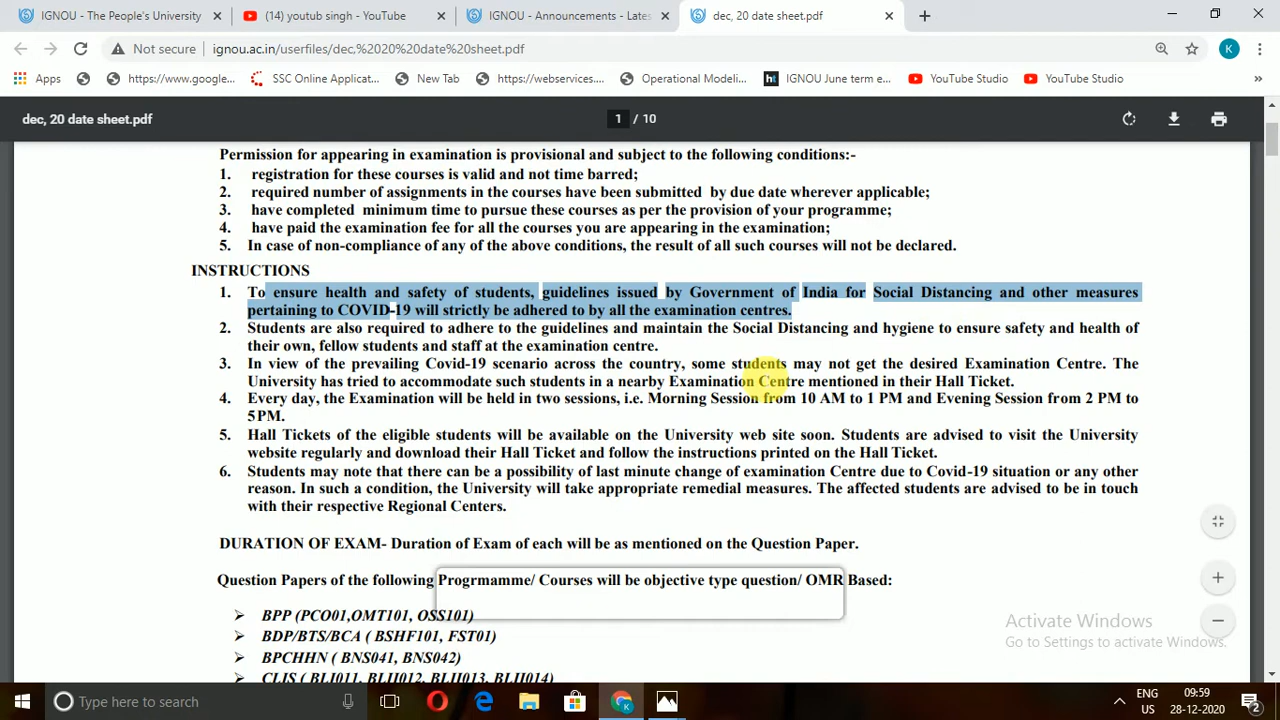 IGNOU - The People's University
(14) youtub singh - YouTube
IGNOU - Announcements - Lates
dec, 20 date sheet.pdf
Not secure
ignou.ac.in/userfiles/dec,%2020%20date%20sheet.pdf
K
Apps
https://www.google...
SSC Online Applicat...
New Tab
https://webservices....
Operational Modeli...
ht
IGNOU June term e...
YouTube Studio
YouTube Studio
»
dec, 20 date sheet.pdf
1 / 10
Permission for appearing in examination is provisional and subject to the following conditions:-
1. registration for these courses is valid and not time barred;
2. required number of assignments in the courses have been submitted by due date wherever applicable;
3. have completed minimum time to pursue these courses as per the provision of your programme;
4. have paid the examination fee for all the courses you are appearing in the examination;
5. In case of non-compliance of any of the above conditions, the result of all such courses will not be declared.
INSTRUCTIONS
1. To ensure health and safety of students, guidelines issued by Government of India for Social Distancing and other measures
pertaining to COVID-19 will strictly be adhered to by all the examination centres.
2. Students are also required to adhere to the guidelines and maintain the Social Distancing and hygiene to ensure safety and health of
their own, fellow students and staff at the examination centre.
3. In view of the prevailing Covid-19 scenario across the country, some students may not get the desired Examination Centre. The
University has tried to accommodate such students in a nearby Examination Centre mentioned in their Hall Ticket.
4. Every day, the Examination will be held in two sessions, i.e. Morning Session from 10 AM to 1 PM and Evening Session from 2 PM to
5 PM.
5. Hall Tickets of the eligible students will be available on the University web site soon. Students are advised to visit the University
website regularly and download their Hall Ticket and follow the instructions printed on the Hall Ticket.
6. Students may note that there can be a possibility of last minute change of examination Centre due to Covid-19 situation or any other
reason. In such a condition, the University will take appropriate remedial measures. The affected students are advised to be in touch
with their respective Regional Centers.
DURATION OF EXAM- Duration of Exam of each will be as mentioned on the Question Paper.
Question Papers of the following Progrmamme/ Courses will be objective type question/ OMR Based:
BPP (PCO01,OMT101, OSS101)
BDP/BTS/BCA ( BSHF101, FST01)
BPCHHN ( BNS041, BNS042)
CLIS ( BLI011, BLII012, BLII013, BLII014)
Activate Windows
Go to Settings to activate Windows.
Type here to search
ENG
US
09:59
28-12-2020
2